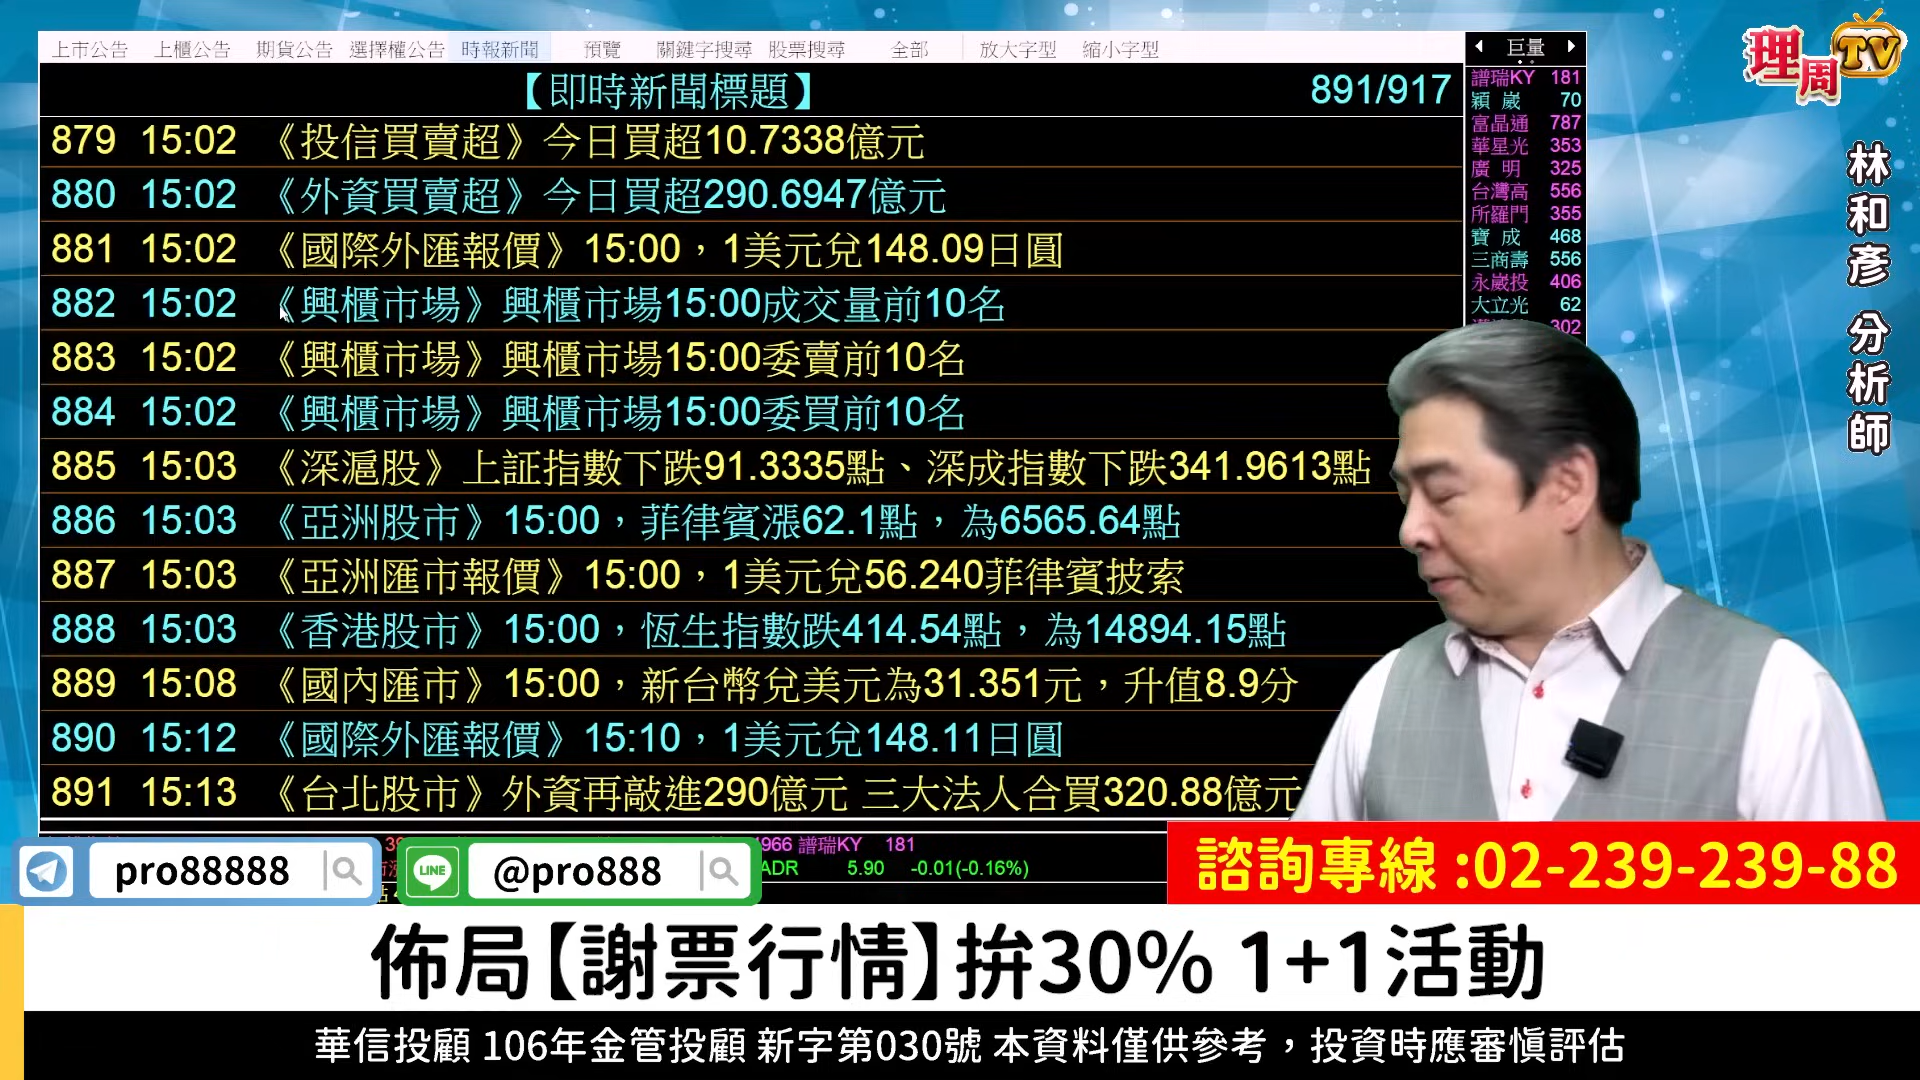 上市公告 上櫃公告 期貨公告 選擇權公告 時報新聞 預覽 關鍵字搜尋 股票搜尋 全部 放大字型 縮小字型
【即時新聞標題】 891/917
879 15:02 《投信買賣超》今日買超10.7338億元
880 15:02 《外資買賣超》今日買超290.6947億元
881 15:02 《國際外匯報價》15:00，1美元兌148.09日圓
882 15:02 《興櫃市場》興櫃市場15:00成交量前10名
883 15:02 《興櫃市場》興櫃市場15:00委賣前10名
884 15:02 《興櫃市場》興櫃市場15:00委買前10名
885 15:03 《深滬股》上証指數下跌91.3335點、深成指數下跌341.9613點
886 15:03 《亞洲股市》15:00，菲律賓漲62.1點，為6565.64點
887 15:03 《亞洲匯市報價》15:00，1美元兌56.240菲律賓披索
888 15:03 《香港股市》15:00，恆生指數跌414.54點，為14894.15點
889 15:08 《國內匯市》15:00，新台幣兌美元為31.351元，升值8.9分
890 15:12 《國際外匯報價》15:10，1美元兌148.11日圓
891 15:13 《台北股市》外資再敲進290億元 三大法人合買320.88億元
巨量
譜瑞KY 181
穎崴 70
富晶通 787
華星光 353
廣明 325
台灣高 556
所羅門 355
寶成 468
三商壽 556
永崴投 406
大立光 62
302
理周TV
林和彥 分析師
966 譜瑞KY 181
ADR 5.90 -0.01(-0.16%)
pro88888
LINE
@pro888
諮詢專線:02-239-239-88
佈局【謝票行情】拚30% 1+1活動
華信投顧 106年金管投顧 新字第030號 本資料僅供參考，投資時應審慎評估